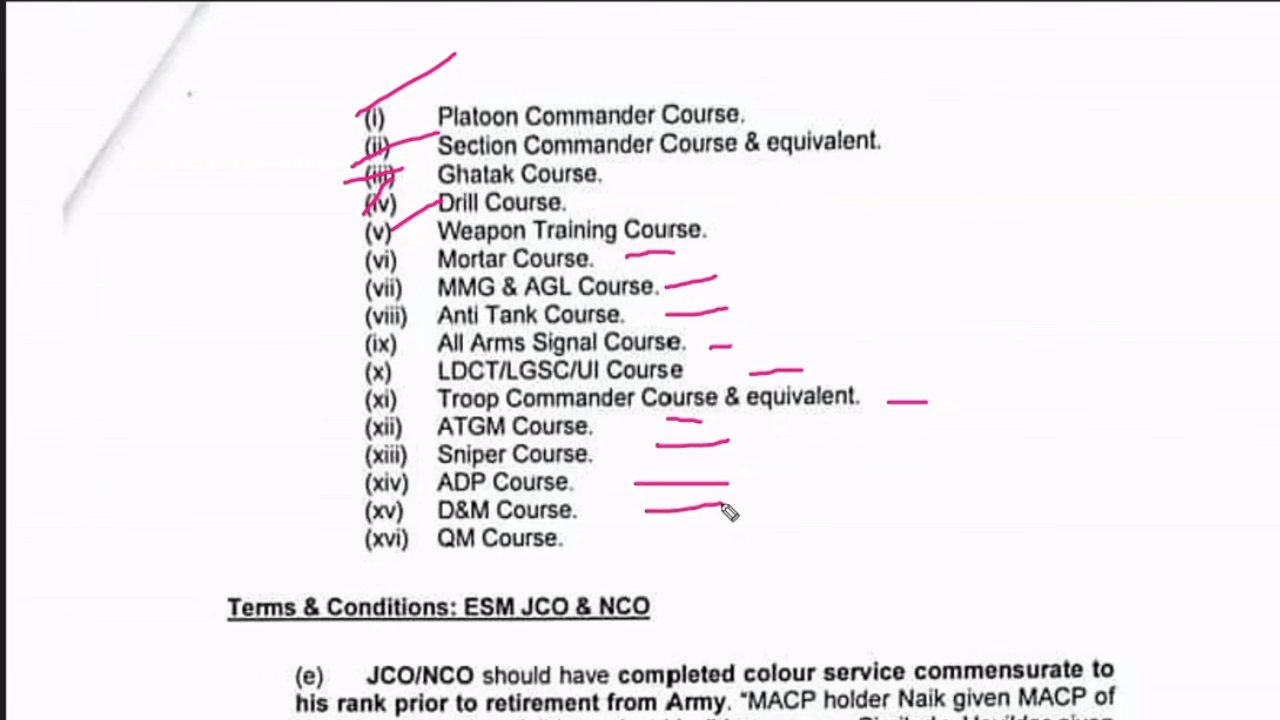 (i) Platoon Commander Course.
(ii) Section Commander Course & equivalent.
(iii) Ghatak Course.
(iv) Drill Course.
(v) Weapon Training Course.
(vi) Mortar Course.
(vii) MMG & AGL Course.
(viii) Anti Tank Course.
(ix) All Arms Signal Course.
(x) LDCT/LGSC/UI Course
(xi) Troop Commander Course & equivalent.
(xii) ATGM Course.
(xiii) Sniper Course.
(xiv) ADP Course.
(xv) D&M Course.
(xvi) QM Course.
Terms & Conditions: ESM JCO & NCO
(e) JCO/NCO should have completed colour service commensurate to
his rank prior to retirement from Army. "MACP holder Naik given MACP of